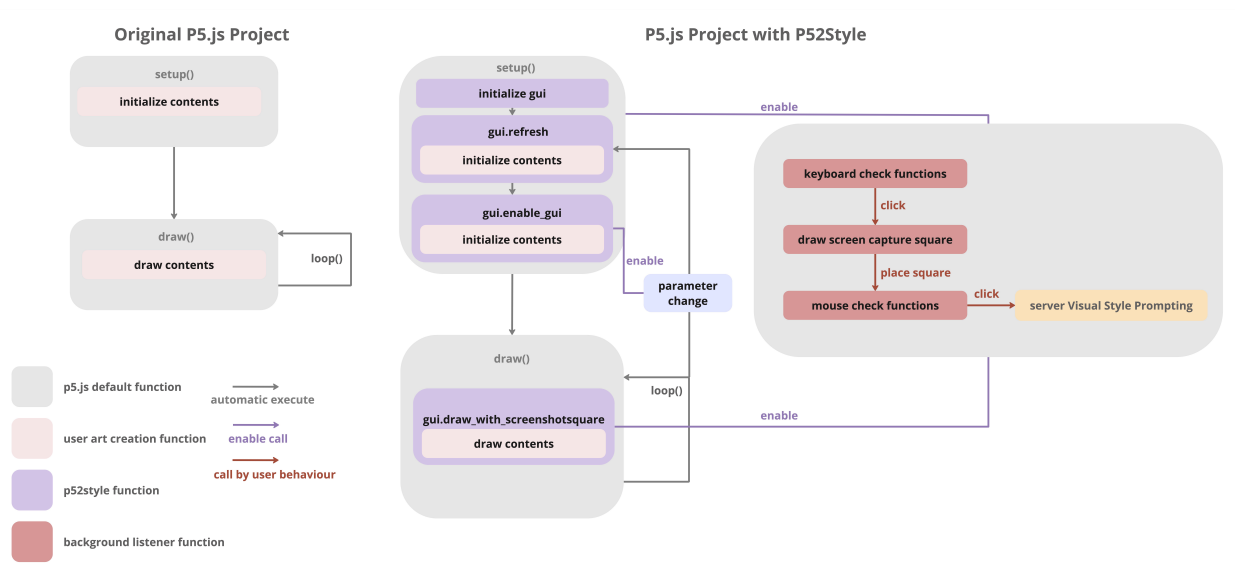 Original P5.js Project
setup()
initialize contents
draw()
draw contents
loop()
P5.js Project with P52Style
setup()
initialize gui
gui.refresh
initialize contents
gui.enable_gui
initialize contents
enable
parameter
change
draw()
loop()
gui.draw_with_screenshotsquare
draw contents
enable
enable
keyboard check functions
click
draw screen capture square
place square
mouse check functions
click
server Visual Style Prompting
p5.js default function
user art creation function
p52style function
background listener function
automatic execute
enable call
call by user behaviour